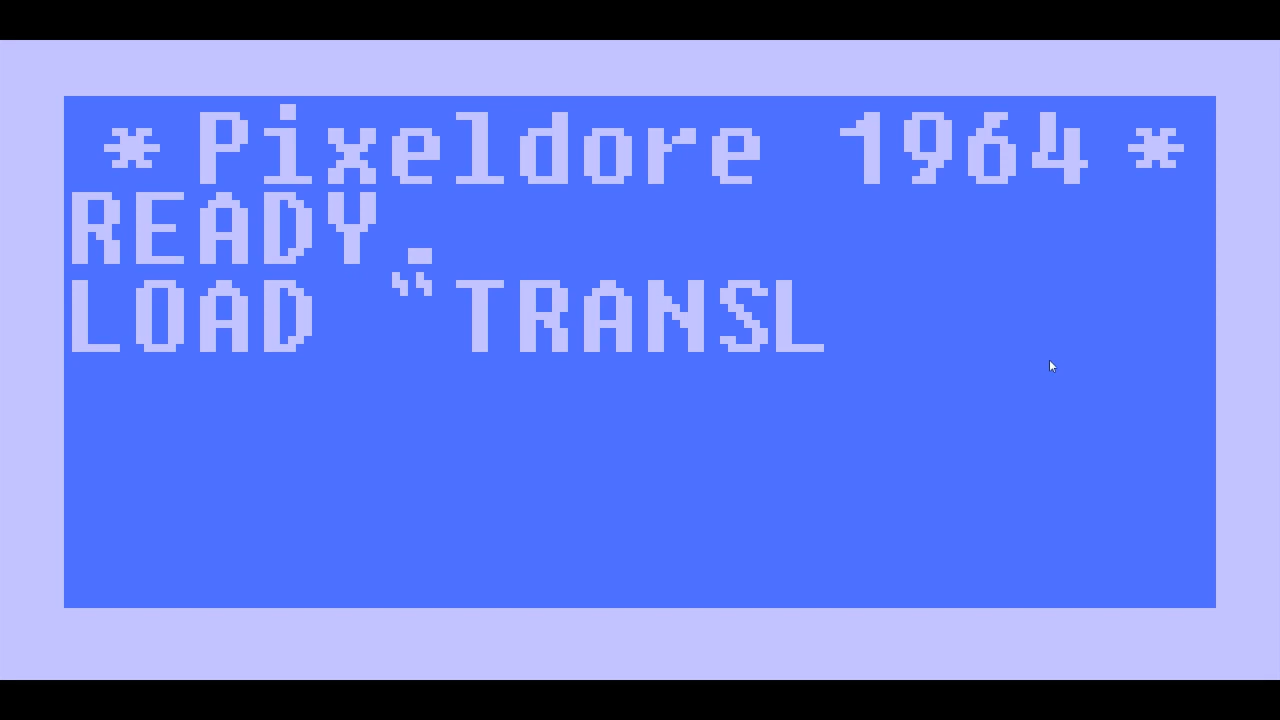 * Pixeldore 1964 *
READY.
LOAD “TRANSL